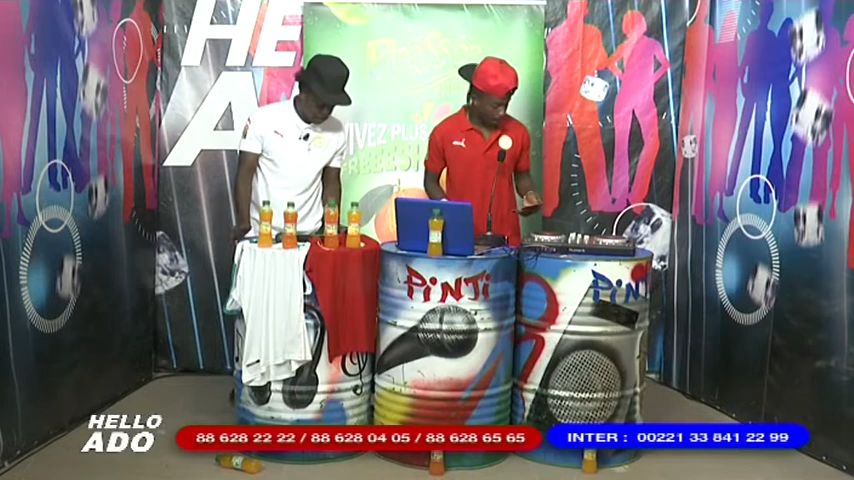 HE
A
VIVEZ PLUS
PiNTi
PiNTi
HELLO
ADO
88 628 22 22 / 88 628 04 05 / 88 628 65 65
INTER : 00221 33 841 22 99